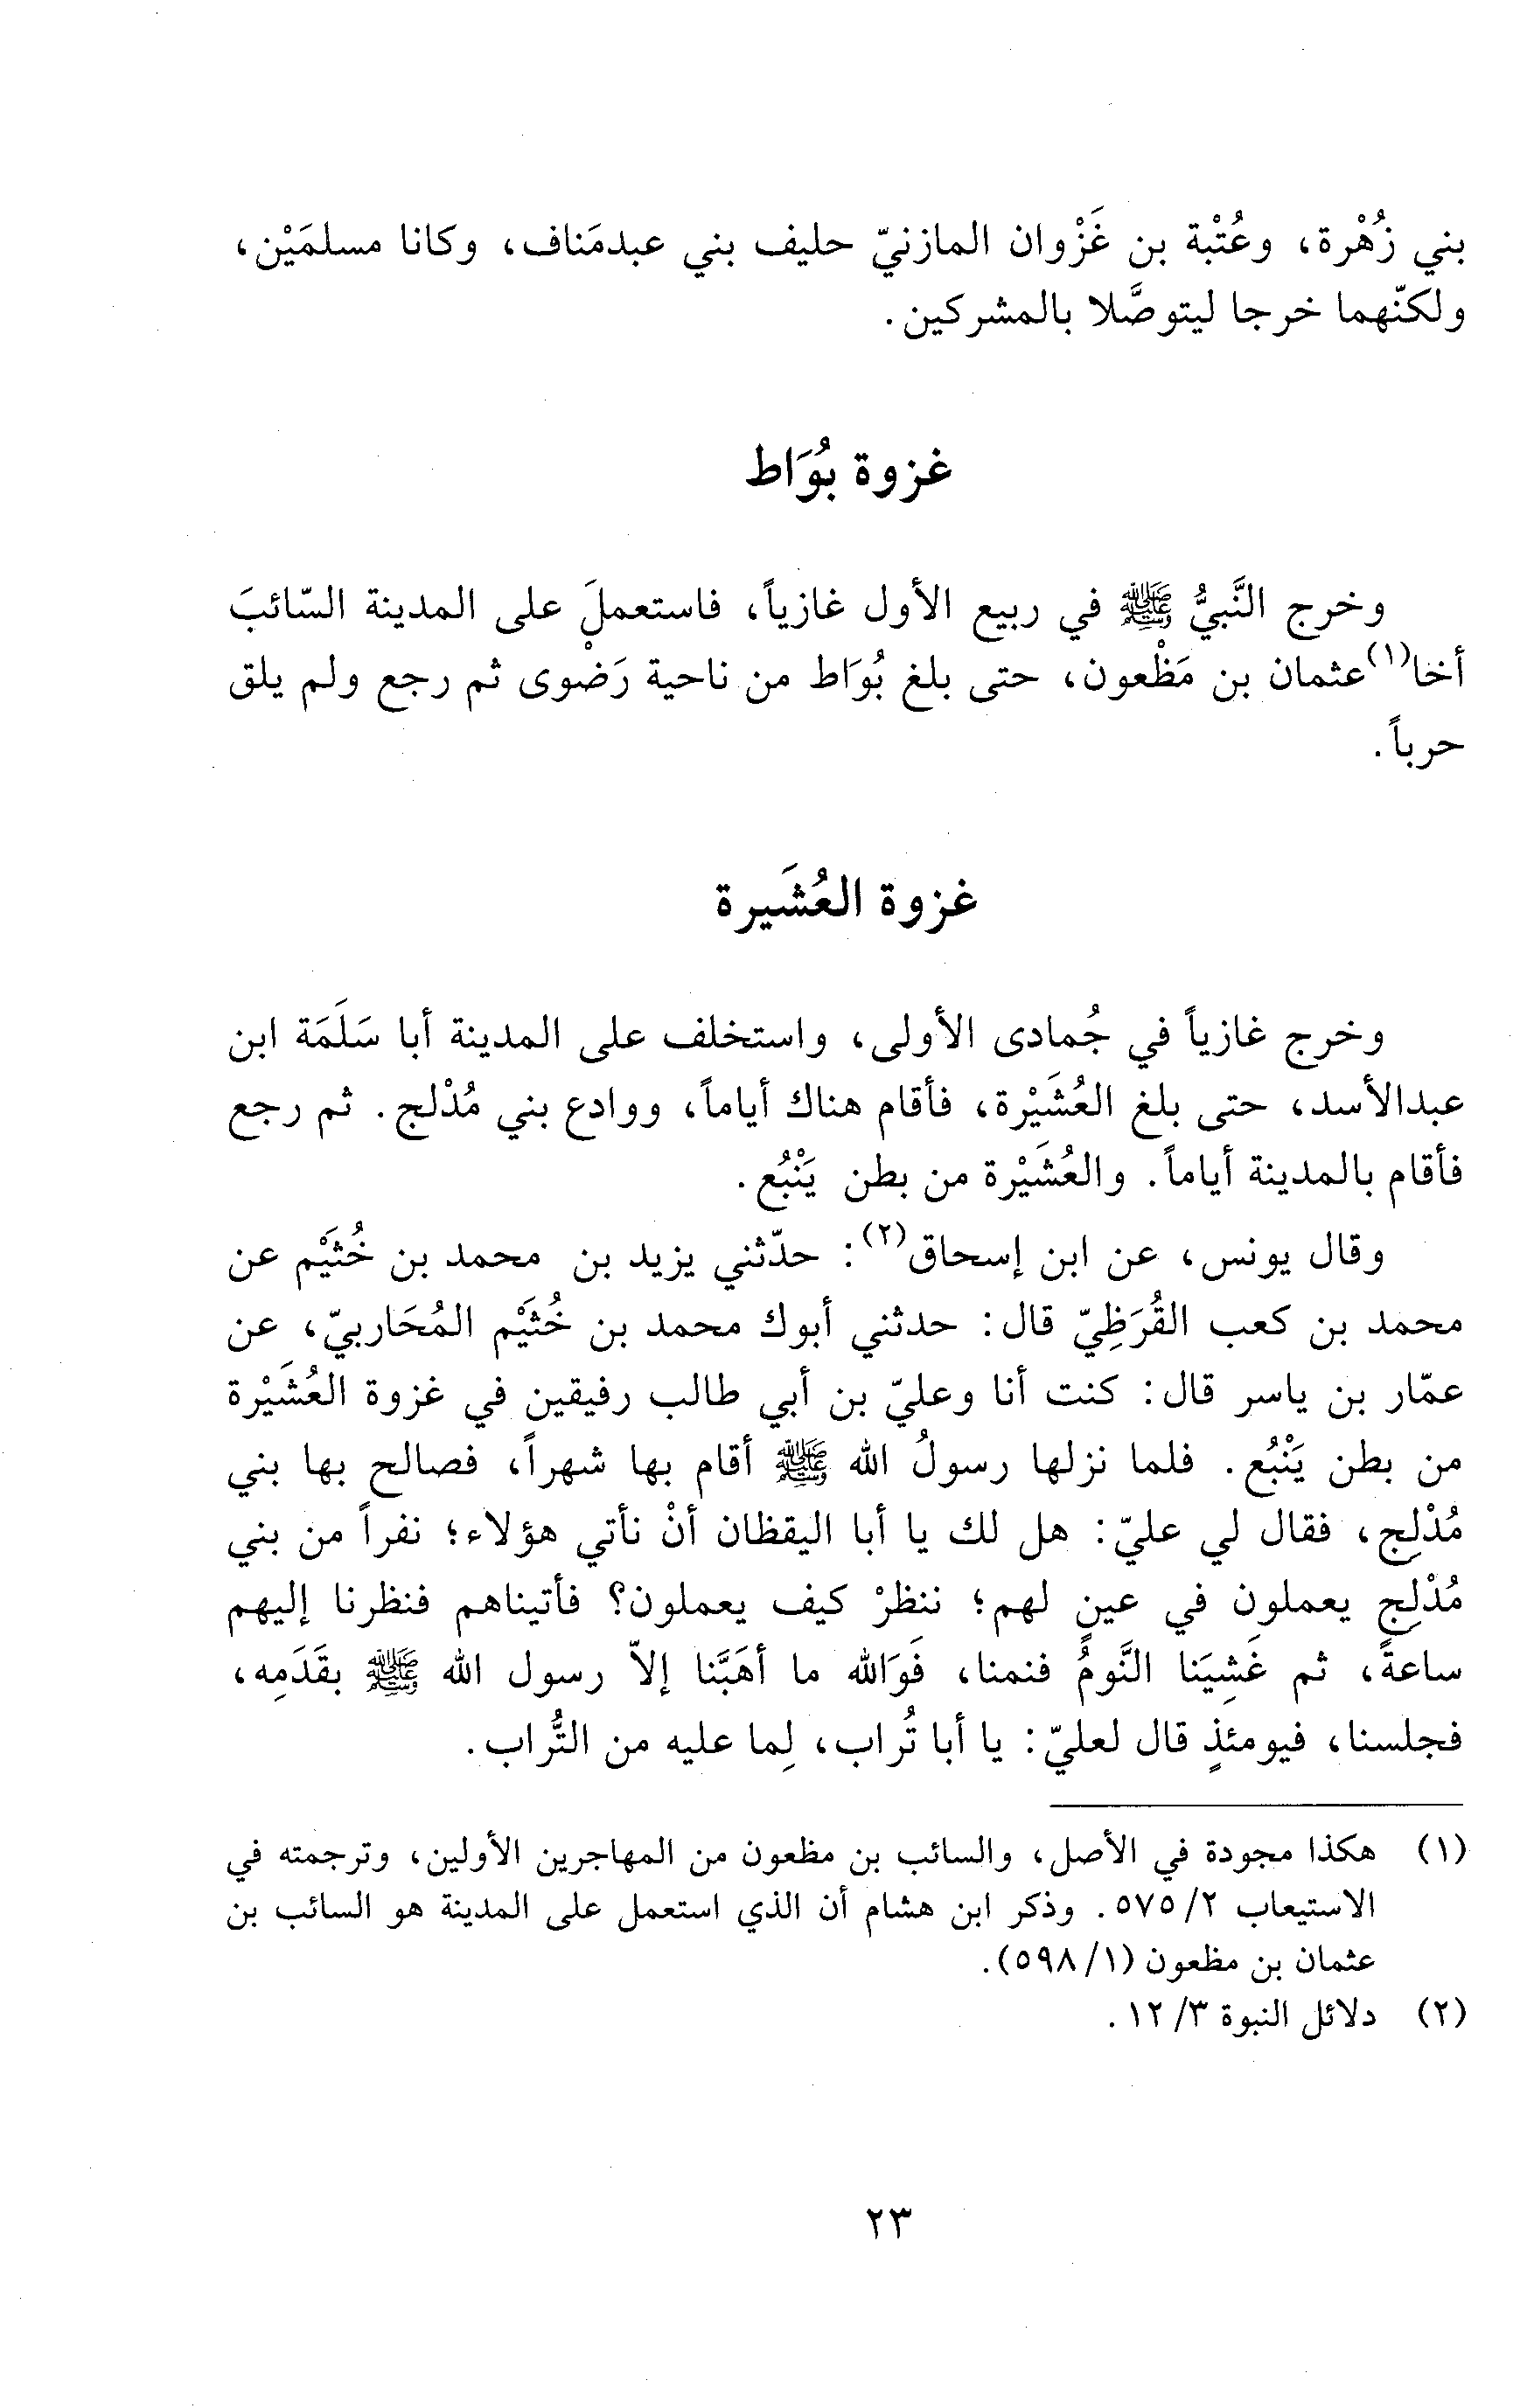 بني زُهْرة، وعُتْبة بن غَزْوان المازنيّ حليف بني عبدمَناف، وكانا مسلمَيْن،
ولكنّهما خرجا ليتوصَّلا بالمشركين.
غزوة بُوَاط
وخرج النَّبيُّ ﷺ في ربيع الأول غازياً، فاستعملَ على المدينة السّائبَ
أخا(١) عثمان بن مَظْعون، حتى بلغ بُوَاط من ناحية رَضْوى ثم رجع ولم يلق
حرباً.
غزوة العُشَيرة
وخرج غازياً في جُمادى الأولى، واستخلف على المدينة أبا سَلَمَة ابن
عبدالأسد، حتى بلغ العُشَيْرة، فأقام هناك أياماً، ووادع بني مُدْلج. ثم رجع
فأقام بالمدينة أياماً. والعُشَيْرة من بطن يَنْبُع.
وقال يونس، عن ابن إسحاق(٢): حدّثني يزيد بن محمد بن خُثَيْم عن
محمد بن كعب القُرَظِيّ قال: حدثني أبوك محمد بن خُثَيْم المُحَاربيّ، عن
عمّار بن ياسر قال: كنت أنا وعليّ بن أبي طالب رفيقين في غزوة العُشَيْرة
من بطن يَنْبُع. فلما نزلها رسولُ الله ﷺ أقام بها شهراً، فصالح بها بني
مُدْلِج، فقال لي عليّ: هل لك يا أبا اليقظان أنْ نأتي هؤلاء؛ نفراً من بني
مُدْلِج يعملون في عينٍ لهم؛ ننظرْ كيف يعملون؟ فأتيناهم فنظرنا إليهم
ساعةً، ثم غَشِيَنا النَّومُ فنمنا، فَوَالله ما أهَبَّنا إلاّ رسول الله ﷺ بقَدَمِه،
فجلسنا، فيومئذٍ قال لعليّ: يا أبا تُراب، لِما عليه من التُّراب.
(١) هكذا مجودة في الأصل، والسائب بن مظعون من المهاجرين الأولين، وترجمته في
الاستيعاب ٢/ ٥٧٥. وذكر ابن هشام أن الذي استعمل على المدينة هو السائب بن
عثمان بن مظعون (١/ ٥٩٨).
(٢) دلائل النبوة ٣/ ١٢.
٢٣